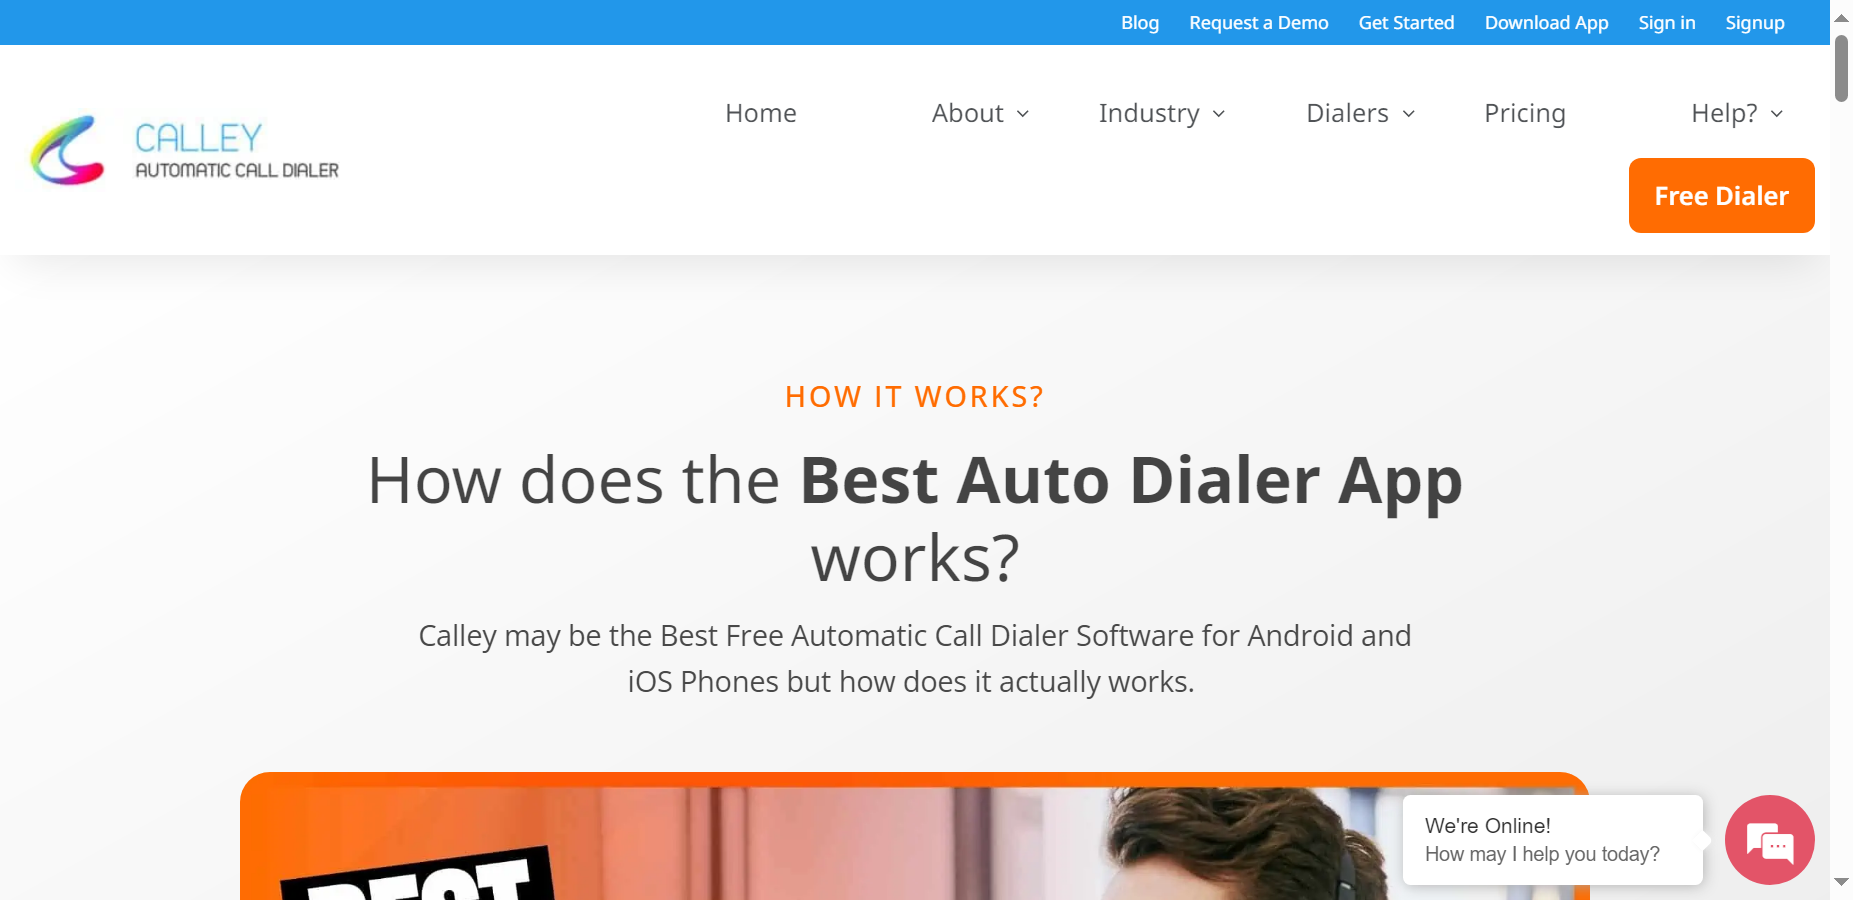 Blog Request a Demo Get Started Download App Sign in Signup
CALLEY
AUTOMATIC CALL DIALER
Home About Industry Dialers Pricing Help?
Free Dialer
HOW IT WORKS?
How does the Best Auto Dialer App
works?
Calley may be the Best Free Automatic Call Dialer Software for Android and
iOS Phones but how does it actually works.
BEST
We're Online!
How may I help you today?